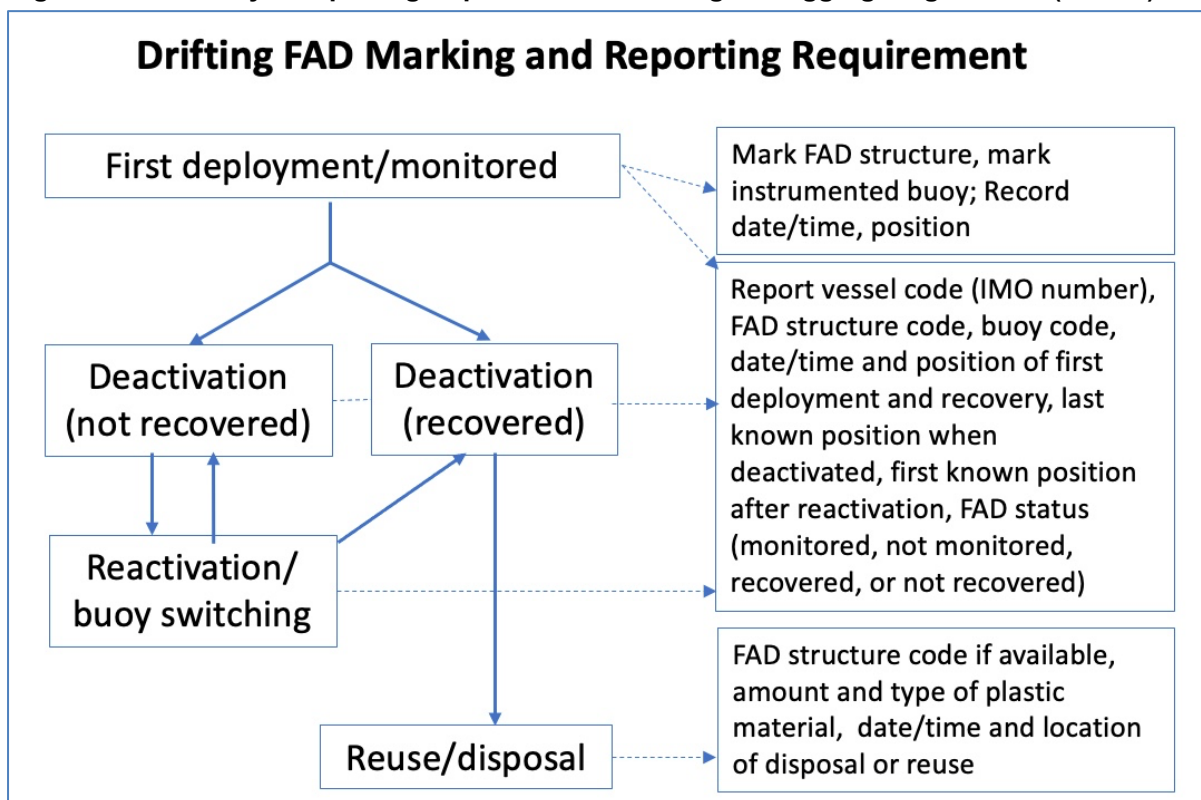 Drifting FAD Marking and Reporting Requirement
First deployment/monitored
Mark FAD structure, mark
instrumented buoy; Record
date/time, position
Deactivation
(not recovered)
Deactivation
(recovered)
Report vessel code (IMO number),
FAD structure code, buoy code,
date/time and position of first
deployment and recovery, last
known position when
deactivated, first known position
after reactivation, FAD status
(monitored, not monitored,
recovered, or not recovered)
Reactivation/
buoy switching
Reuse/disposal
FAD structure code if available,
amount and type of plastic
material,  date/time and location
of disposal or reuse